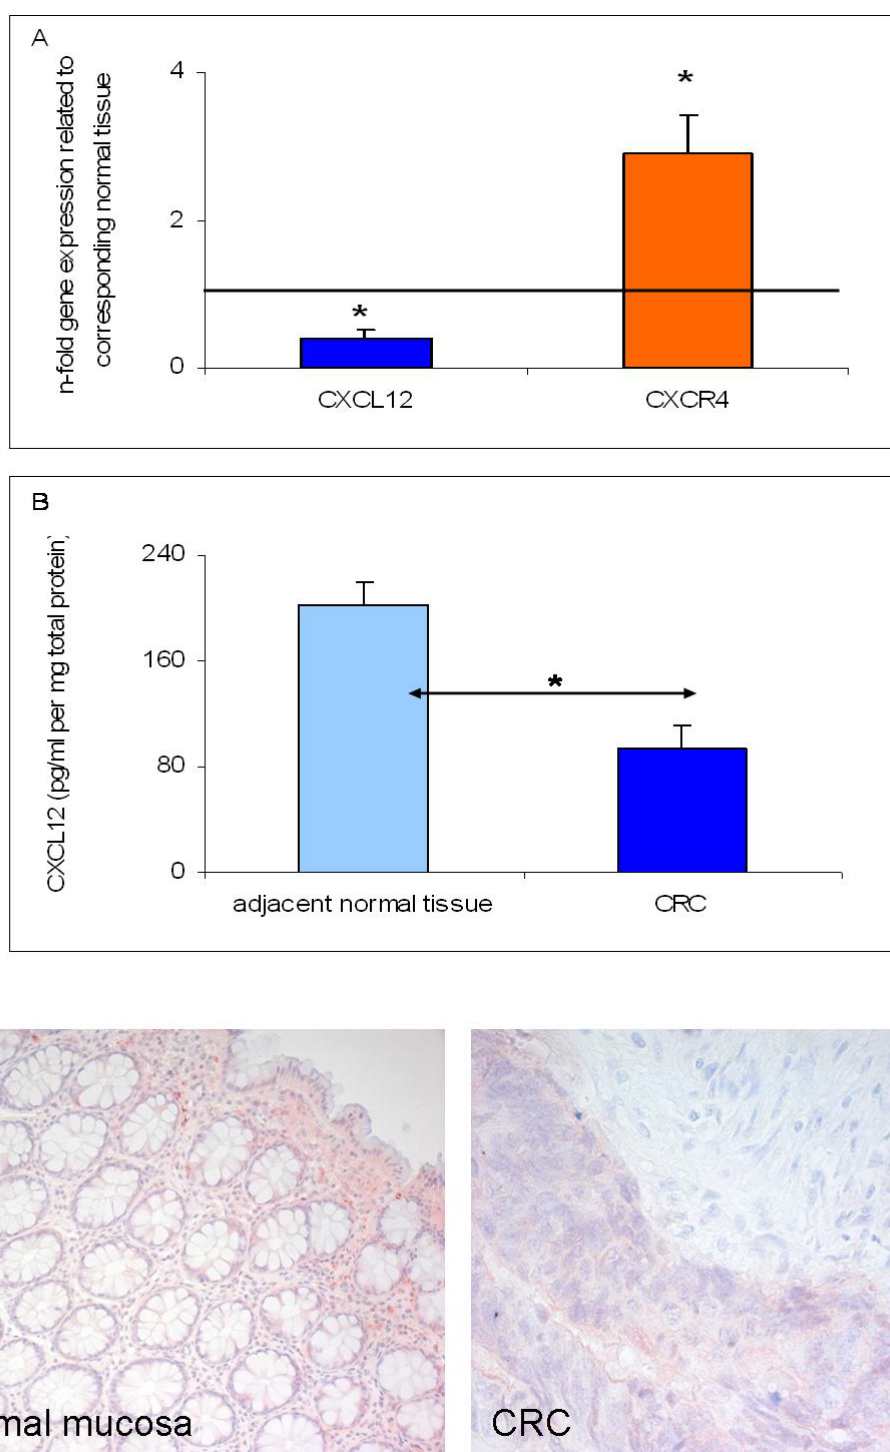 A
n-fold gene expression related to
corresponding normal tissue
4
2
0
*
*
CXCL12
CXCR4
B
CXCL12 (pg/ml per mg total protein)
240
160
80
0
*
adjacent normal tissue
CRC
mal mucosa
CRC